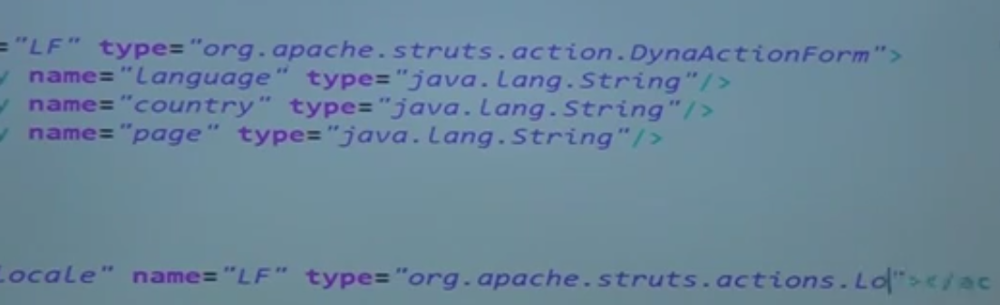 ="LF" type="org.apache.struts.action.DynaActionForm">
y name="language" type="java.lang.String"/>
y name="country" type="java.lang.String"/>
y name="page" type="java.lang.String"/>
Locale" name="LF" type="org.apache.struts.actions.Lo"></ac